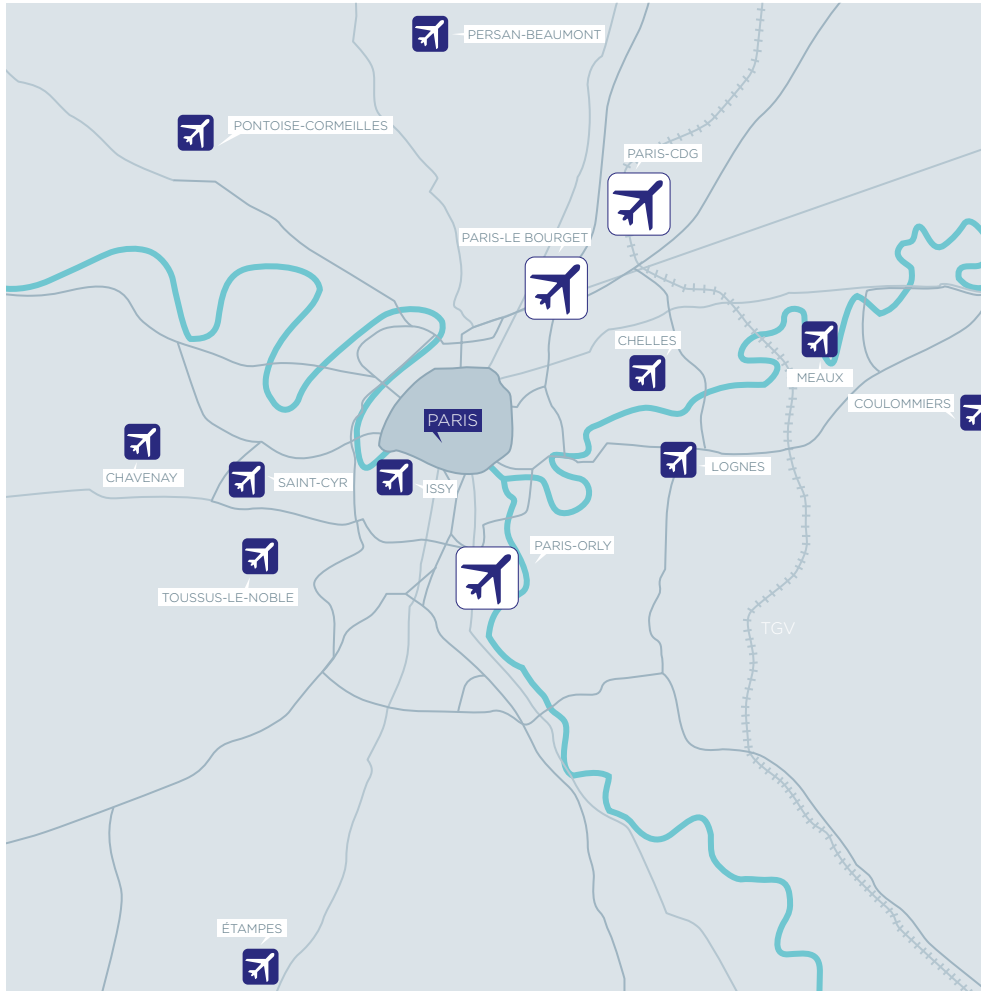 PERSAN-BEAUMONT
PONTOISE-CORMEILLES
PARIS-CDG
PARIS-LE BOURGET
CHELLES
MEAUX
COULOMMIERS
PARIS
CHAVENAY
SAINT-CYR
ISSY
LOGNES
PARIS-ORLY
TOUSSUS-LE-NOBLE
TGV
ÉTAMPES